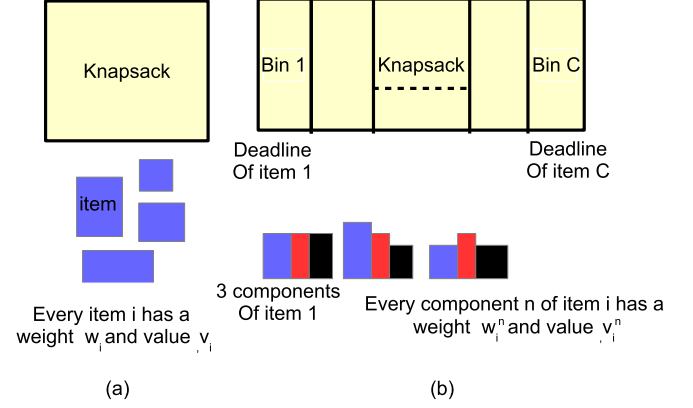 Knapsack
item
Every item i has a
weight w_i and value , v_i
(a)
Bin 1
Knapsack
Bin C
Deadline
Of item 1
Deadline
Of item C
3 components
Of item 1
Every component n of item i has a
weight w_i^n and value , v_i^n
(b)